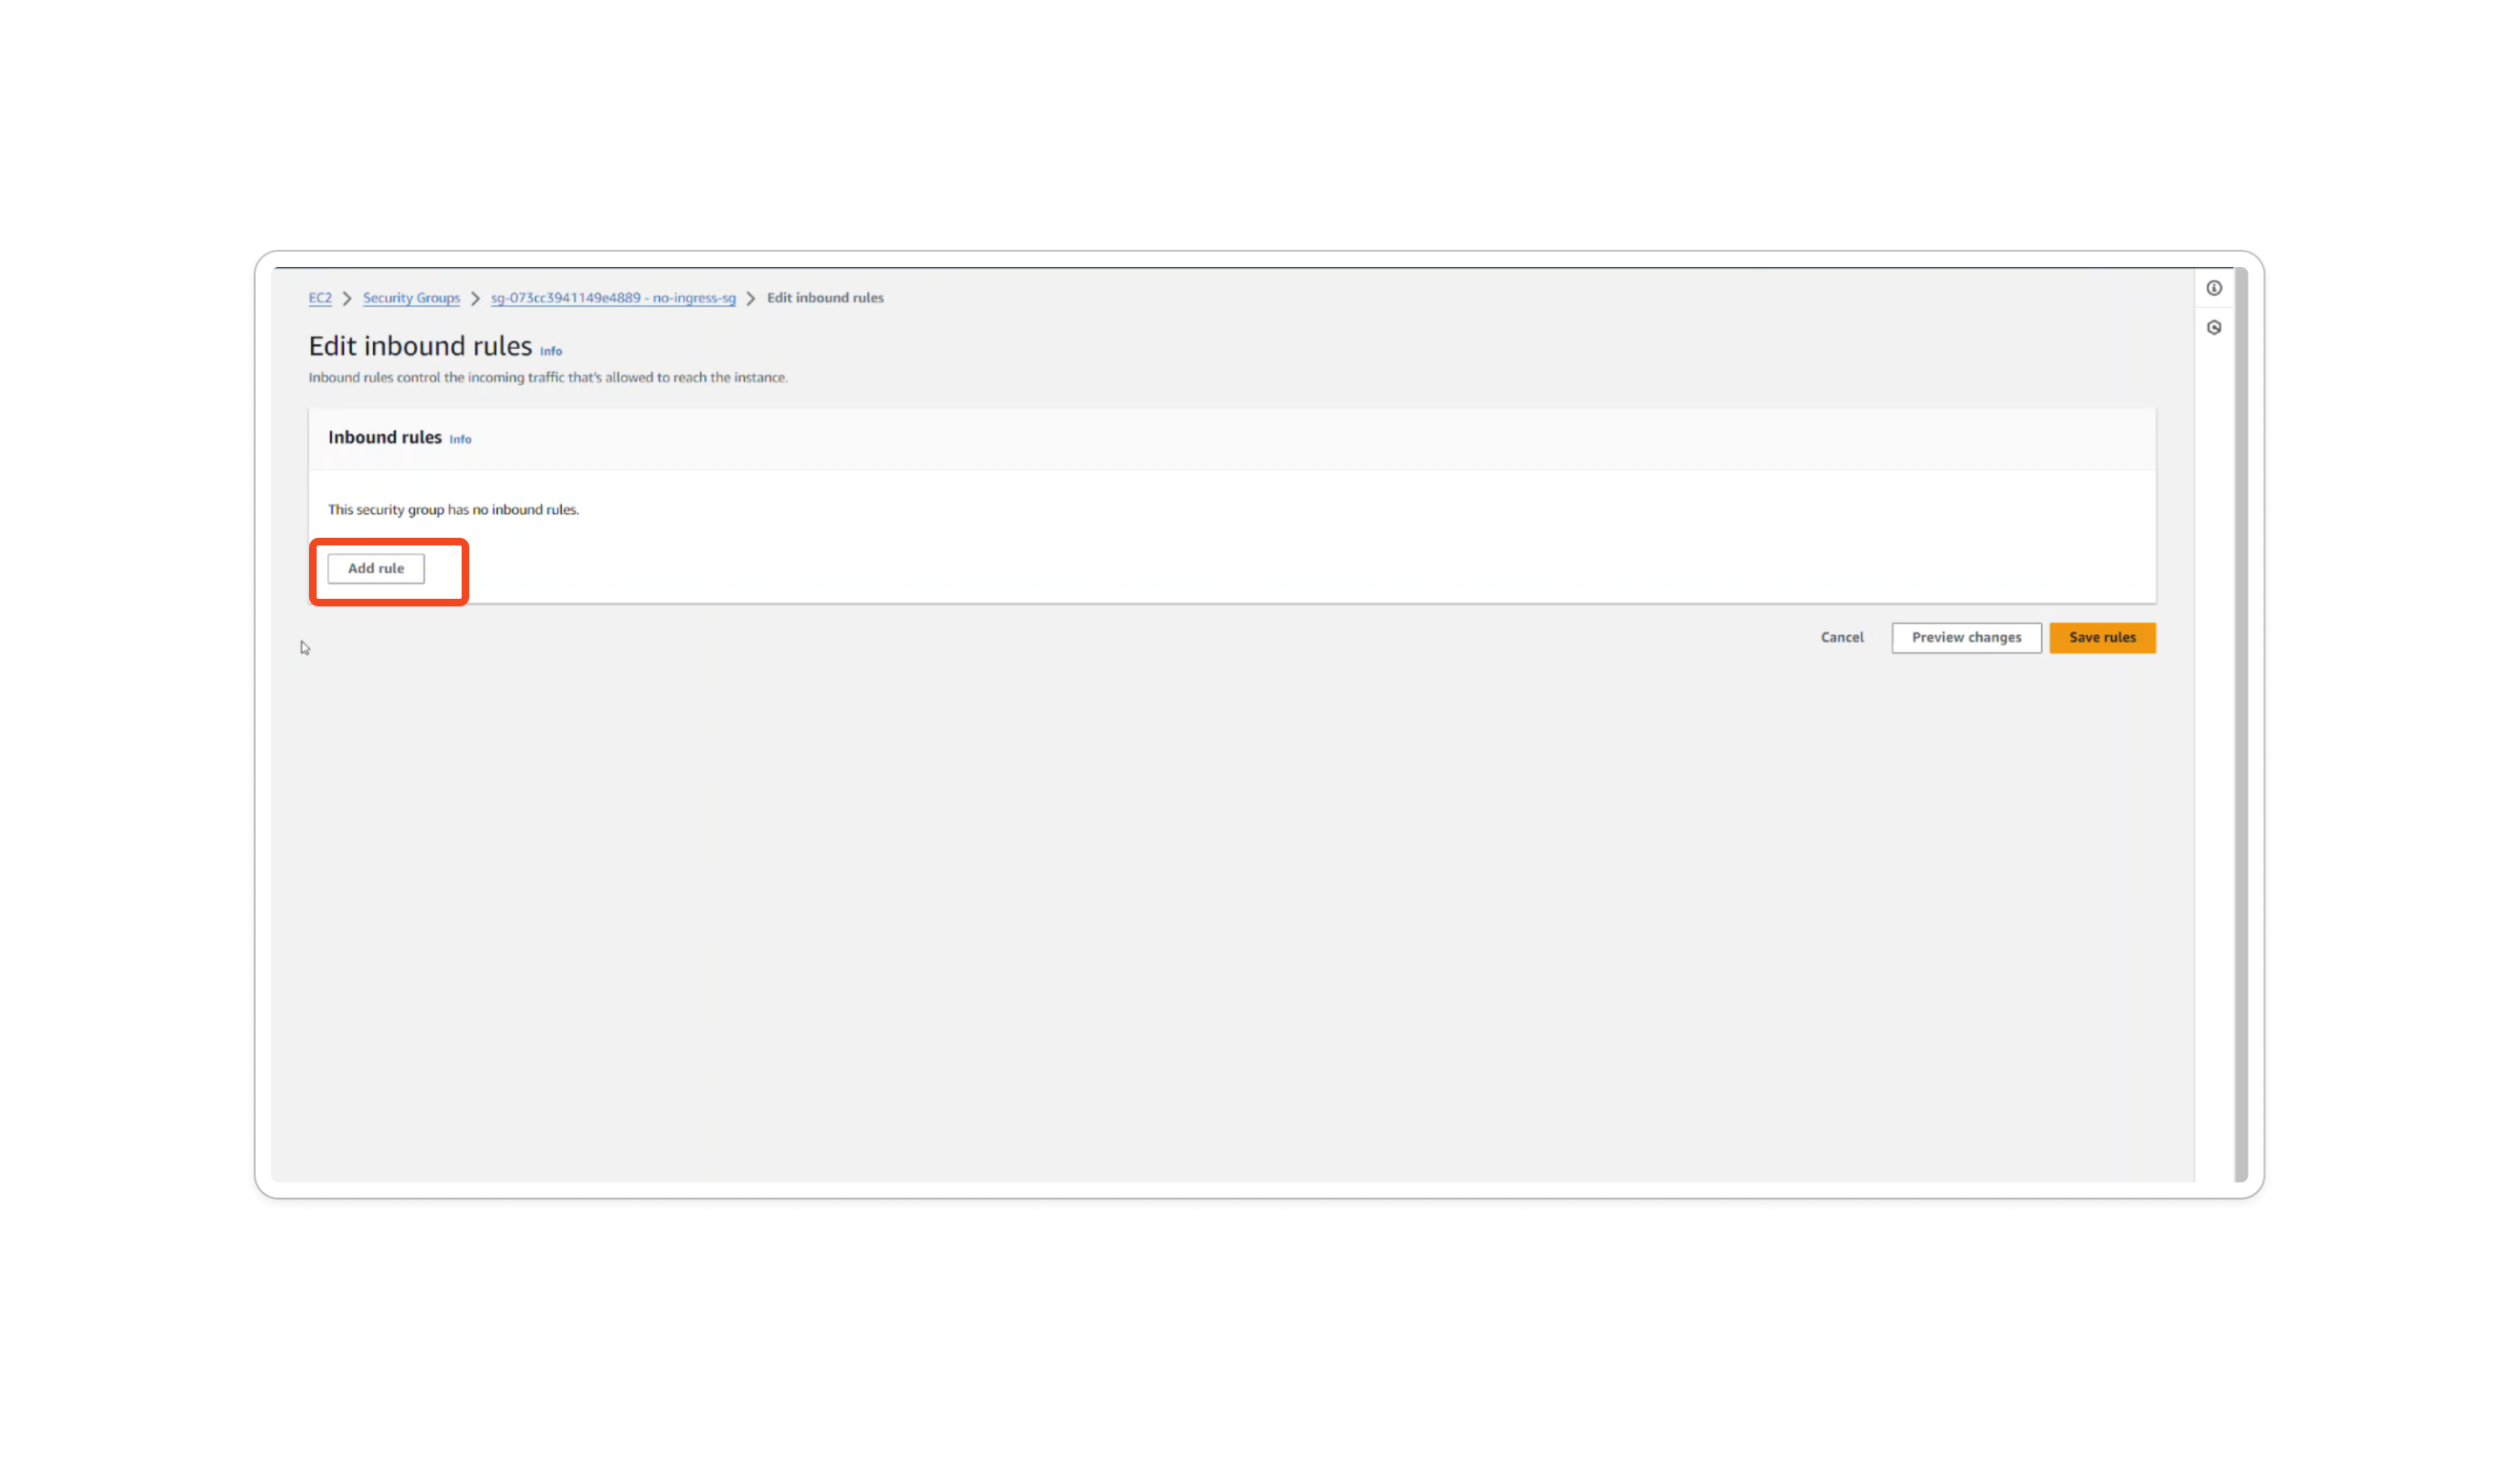 EC2 > Security Groups > sg-073cc3941149e4889 - no-ingress-sg > Edit inbound rules
Edit inbound rules Info
Inbound rules control the incoming traffic that's allowed to reach the instance.
Inbound rules Info
This security group has no inbound rules.
Add rule
Cancel Preview changes Save rules